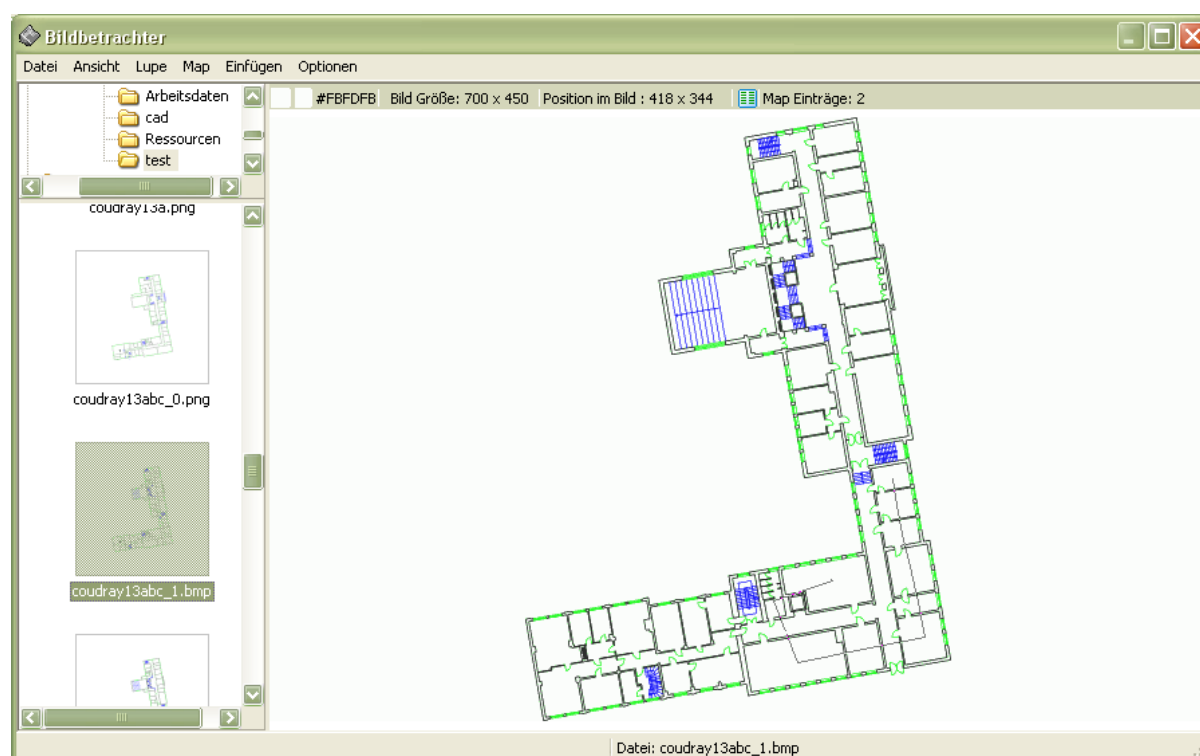 Bildbetrachter
Datei Ansicht Lupe Map Einfügen Optionen
Arbeitsdaten
cad
Ressourcen
test
#FBFDFB Bild Größe: 700 x 450 Position im Bild : 418 x 344 Map Einträge: 2
coudray13a.png
coudray13abc_0.png
coudray13abc_1.bmp
Datei: coudray13abc_1.bmp